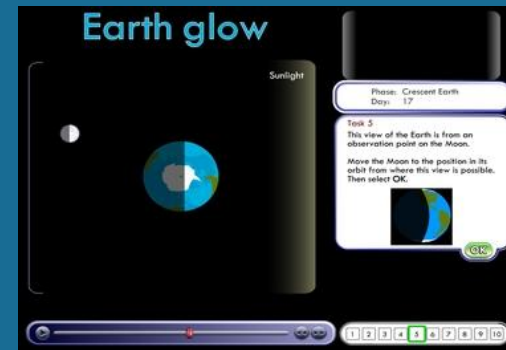 Earth glow
Sunlight
Phase: Crescent Earth
Day: 17
Task 5
This view of the Earth is from an
observation point on the Moon.
Move the Moon to the position in its
orbit from where this view is possible.
Then select OK.
OK
1 2 3 4 5 6 7 8 9 10